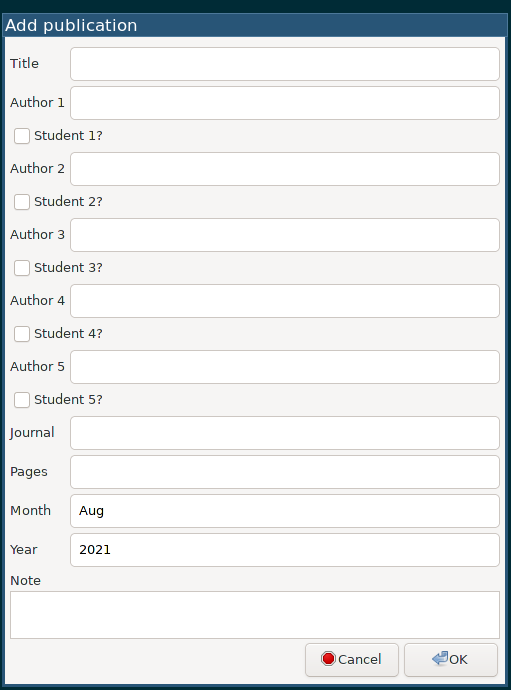 Add publication
Title
Author 1
Student 1?
Author 2
Student 2?
Author 3
Student 3?
Author 4
Student 4?
Author 5
Student 5?
Journal
Pages
Month Aug
Year 2021
Note
Cancel OK